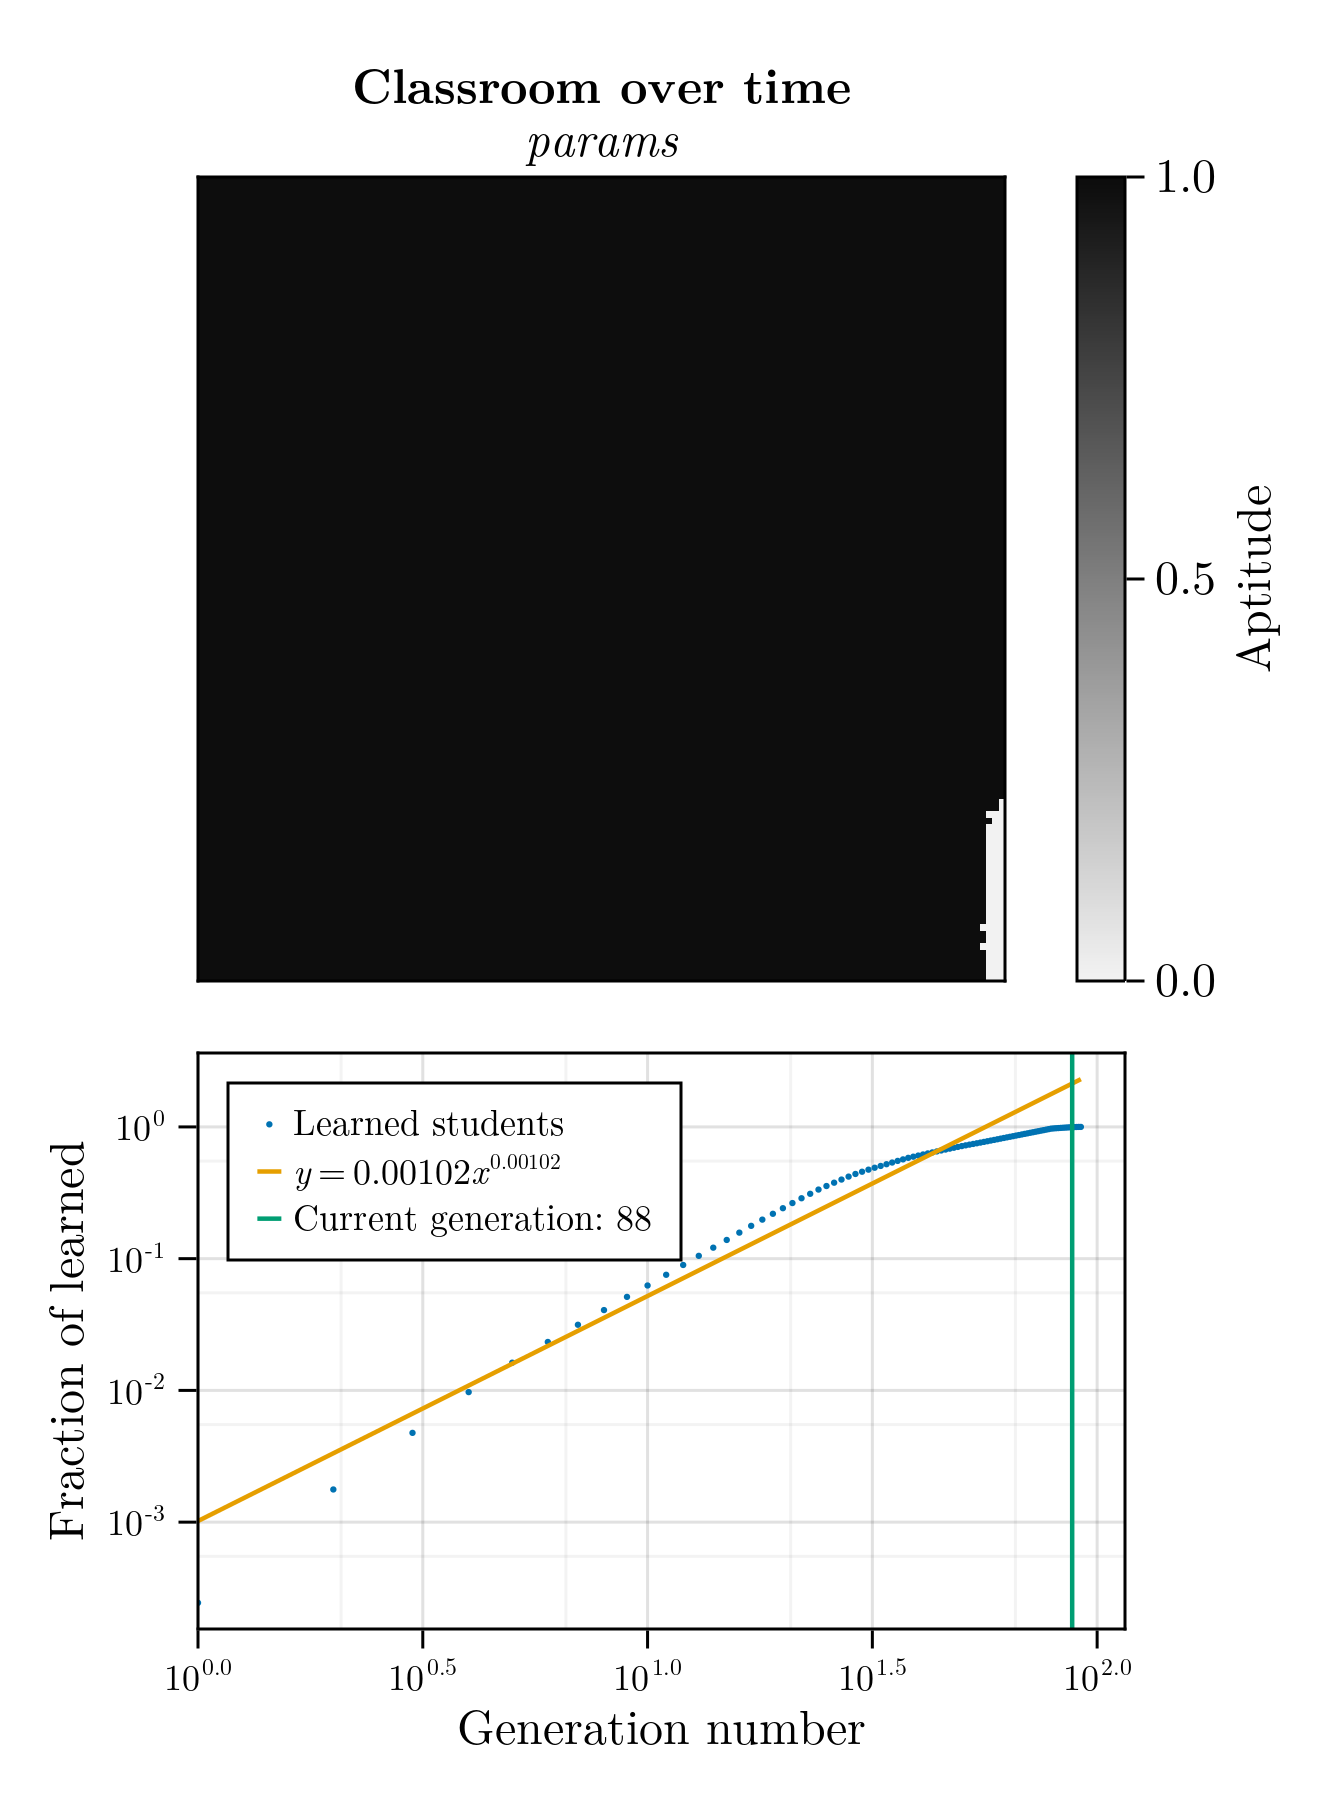 Classroom over time
params
1.0
0.5
0.0
Aptitude
Learned students
y = 0.00102x^0.00102
Current generation: 88
10^0
10^-1
10^-2
10^-3
Fraction of learned
10^0.0 10^0.5 10^1.0 10^1.5 10^2.0
Generation number